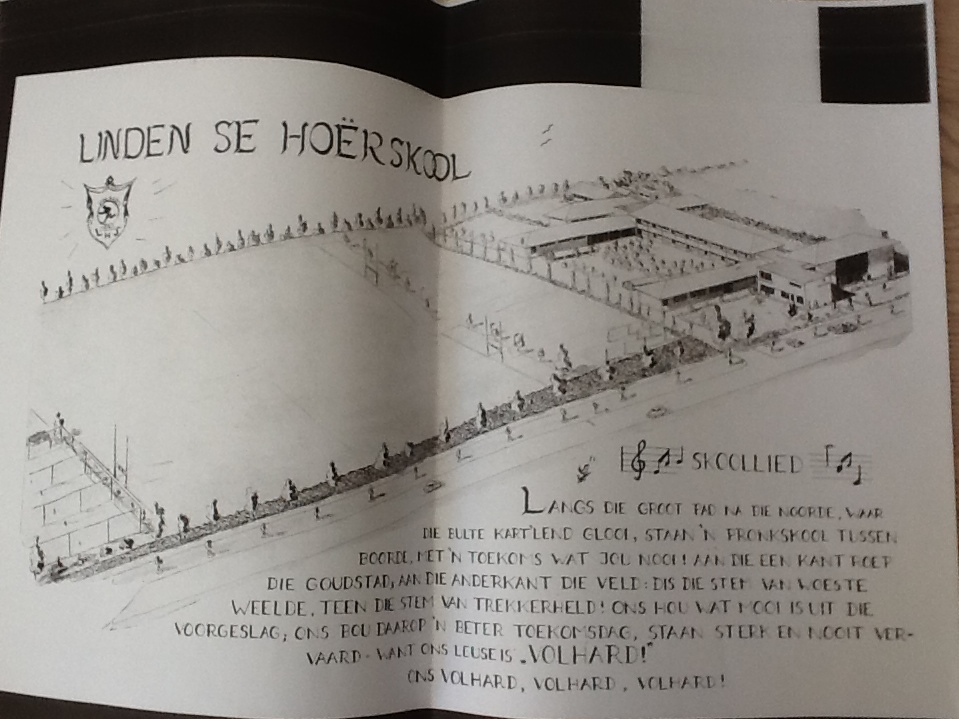 LINDEN SE HOËRSKOOL
L H S
SKOOLLIED
LANGS DIE GROOT PAD NA DIE NOORDE, WAAR
DIE BULTE KART'LEND GLOOI, STAAN 'N PRONKSKOOL TUSSEN
BOORDE, MET 'N TOEKOMS WAT JOU NOOI! AAN DIE EEN KANT ROEP
DIE GOUDSTAD, AAN DIE ANDERKANT DIE VELD: DIS DIE STEM VAN WOESTE
WEELDE, TEEN DIE STEM VAN TREKKERHELD! ONS HOU WAT MOOI IS UIT DIE
VOORGESLAG; ONS BOU DAAROP 'N BETER TOEKOMSDAG, STAAN STERK EN NOOIT VER-
VAARD - WANT ONS LEUSE IS „VOLHARD!"
ONS VOLHARD, VOLHARD, VOLHARD!